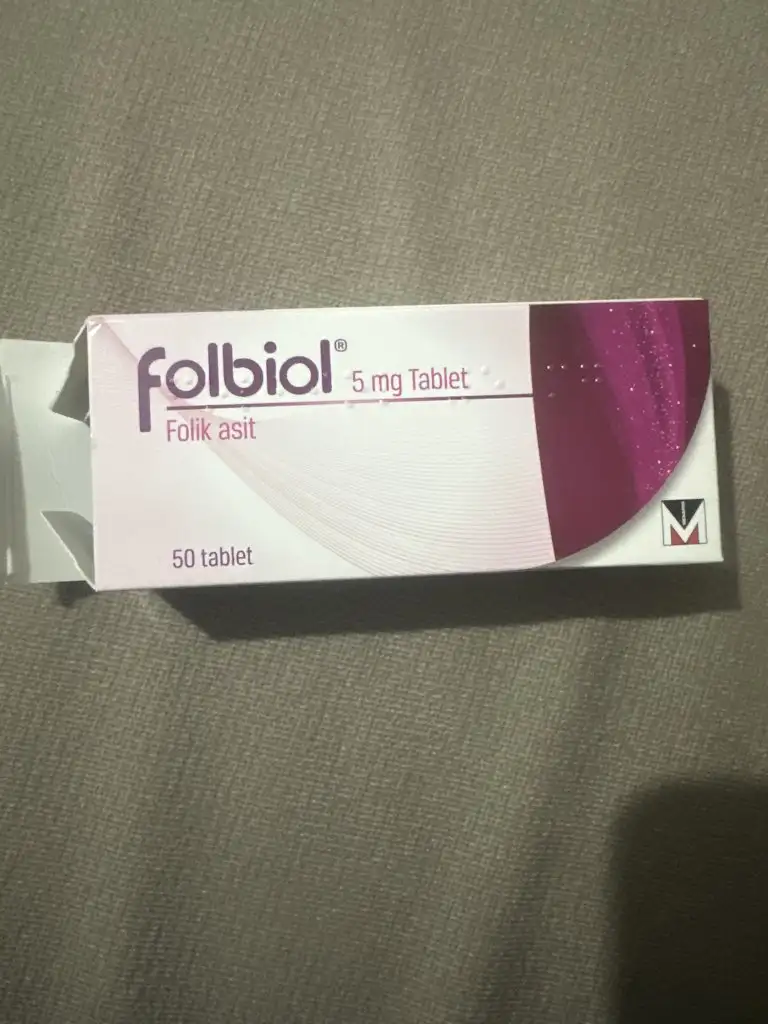 folbiol® 5 mg Tablet
Folik asit
50 tablet